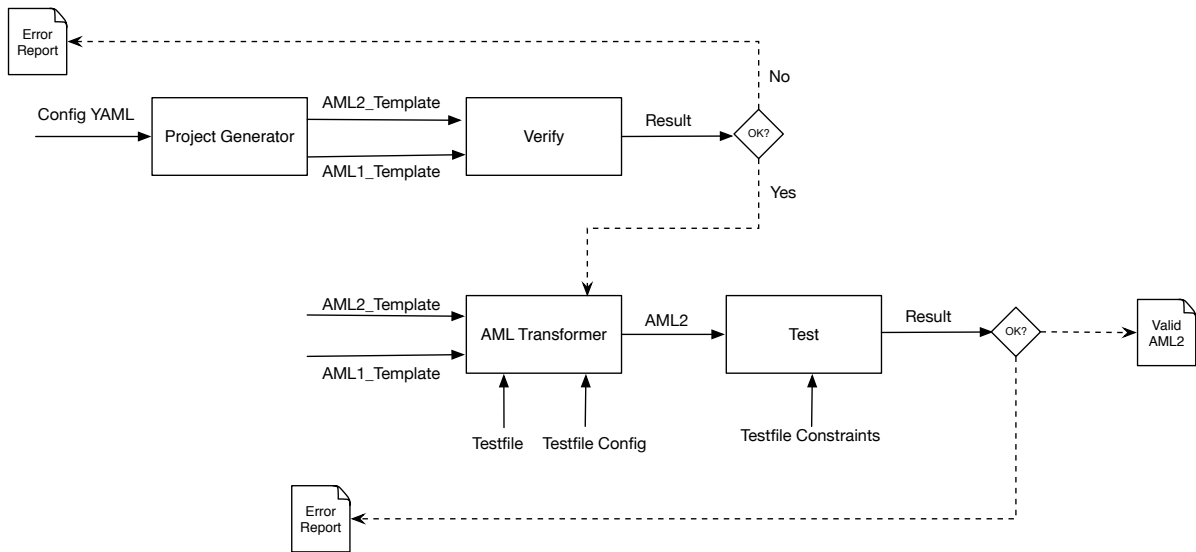 Error
Report
No
Config YAML
Project Generator
AML2_Template
AML1_Template
Verify
Result
OK?
Yes
AML2_Template
AML1_Template
AML Transformer
AML2
Test
Result
OK?
Valid
AML2
Testfile
Testfile Config
Testfile Constraints
Error
Report